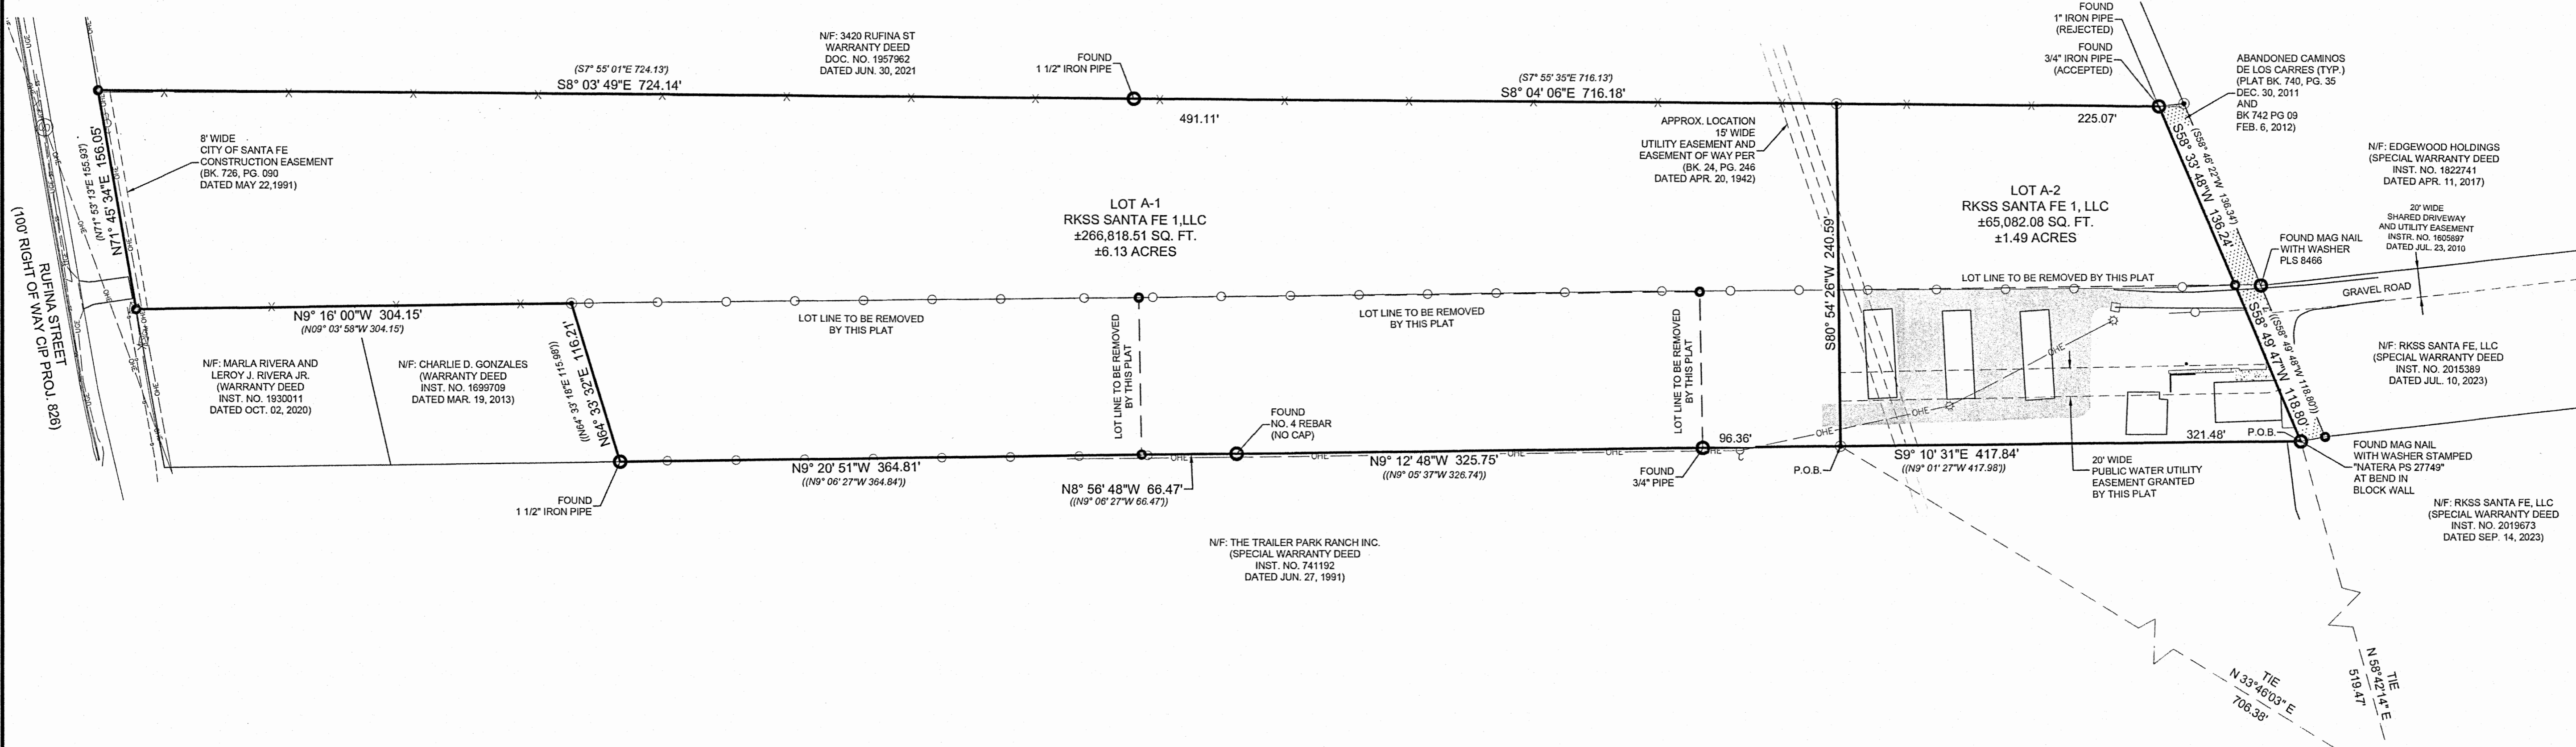 RUFINA STREET
(100' RIGHT OF WAY CIP PROJ. 826)
(N71° 53' 13"E 155.93')
N71° 45' 34"E 156.05'
8' WIDE
CITY OF SANTA FE
CONSTRUCTION EASEMENT
(BK. 726, PG. 090
DATED MAY 22,1991)
(S7° 55' 01"E 724.13')
S8° 03' 49"E 724.14'
N/F: 3420 RUFINA ST
WARRANTY DEED
DOC. NO. 1957962
DATED JUN. 30, 2021
FOUND
1 1/2" IRON PIPE
491.11'
(S7° 55' 35"E 716.13')
S8° 04' 06"E 716.18'
APPROX. LOCATION
15' WIDE
UTILITY EASEMENT AND
EASEMENT OF WAY PER
(BK. 24, PG. 246
DATED APR. 20, 1942)
225.07'
FOUND
1" IRON PIPE
(REJECTED)
FOUND
3/4" IRON PIPE
(ACCEPTED)
ABANDONED CAMINOS
DE LOS CARRES (TYP.)
(PLAT BK. 740, PG. 35
DEC. 30, 2011
AND
BK 742 PG 09
FEB. 6, 2012)
N/F: EDGEWOOD HOLDINGS
(SPECIAL WARRANTY DEED
INST. NO. 1822741
DATED APR. 11, 2017)
20' WIDE
SHARED DRIVEWAY
AND UTILITY EASEMENT
INSTR. NO. 1605897
DATED JUL. 23, 2010
(S58° 46' 22"W 136.34')
S58° 33' 48"W 136.24'
FOUND MAG NAIL
WITH WASHER
PLS 8466
LOT A-1
RKSS SANTA FE 1,LLC
±266,818.51 SQ. FT.
±6.13 ACRES
LOT A-2
RKSS SANTA FE 1, LLC
±65,082.08 SQ. FT.
±1.49 ACRES
S80° 54' 26"W 240.59'
LOT LINE TO BE REMOVED BY THIS PLAT
GRAVEL ROAD
N9° 16' 00"W 304.15'
(N09° 03' 58"W 304.15')
LOT LINE TO BE REMOVED
BY THIS PLAT
LOT LINE TO BE REMOVED
BY THIS PLAT
LOT LINE TO BE REMOVED
BY THIS PLAT
LOT LINE TO BE REMOVED
BY THIS PLAT
N/F: MARLA RIVERA AND
LEROY J. RIVERA JR.
(WARRANTY DEED
INST. NO. 1930011
DATED OCT. 02, 2020)
N/F: CHARLIE D. GONZALES
(WARRANTY DEED
INST. NO. 1699709
DATED MAR. 19, 2013)
((N64° 33' 18"E 115.98'))
N64° 33' 32"E 116.21'
FOUND
NO. 4 REBAR
(NO CAP)
OHE
OHE
((S58° 49' 48"W 118.80'))
S58° 49' 47"W 118.80'
N/F: RKSS SANTA FE, LLC
(SPECIAL WARRANTY DEED
INST. NO. 2015389
DATED JUL. 10, 2023)
FOUND
1 1/2" IRON PIPE
N9° 20' 51"W 364.81'
((N9° 06' 27"W 364.84'))
OHE
OHE
OHE
OHE
N8° 56' 48"W 66.47'
((N9° 06' 27"W 66.47'))
N9° 12' 48"W 325.75'
((N9° 05' 37"W 326.74'))
FOUND
3/4" PIPE
96.36'
P.O.B.
OHE
321.48'
P.O.B.
S9° 10' 31"E 417.84'
((N9° 01' 27"W 417.98'))
20' WIDE
PUBLIC WATER UTILITY
EASEMENT GRANTED
BY THIS PLAT
FOUND MAG NAIL
WITH WASHER STAMPED
"NATERA PS 27749"
AT BEND IN
BLOCK WALL
N/F: RKSS SANTA FE, LLC
(SPECIAL WARRANTY DEED
INST. NO. 2019673
DATED SEP. 14, 2023)
N/F: THE TRAILER PARK RANCH INC.
(SPECIAL WARRANTY DEED
INST. NO. 741192
DATED JUN. 27, 1991)
TIE
N 33°46'03" E
706.38'
TIE
N 58°42'14" E
519.47'